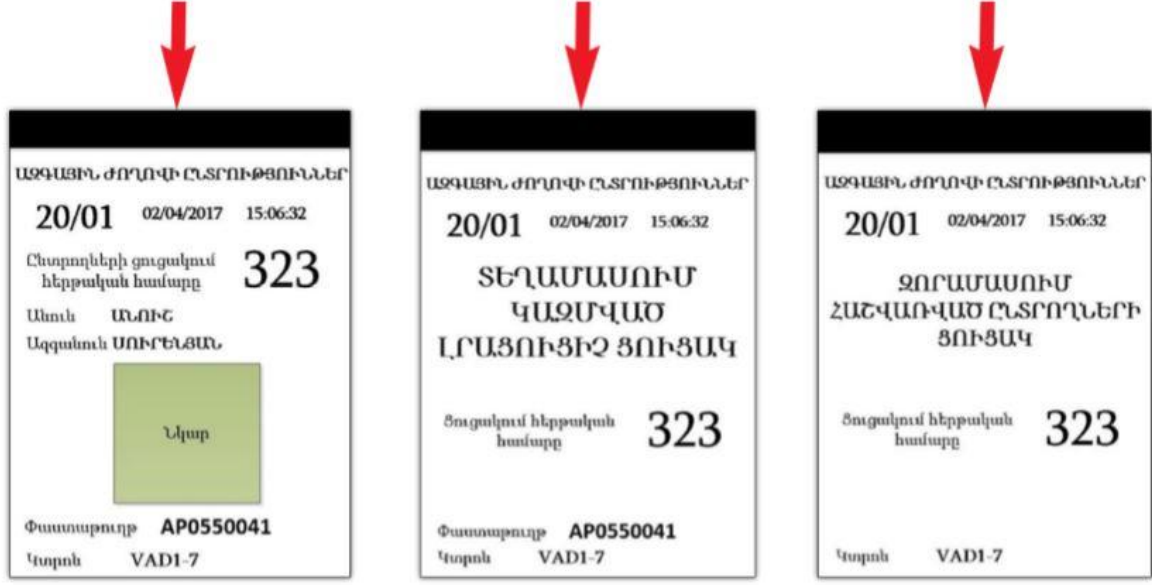 ԱԶԳԱՅԻՆ ԺՈՂՈՎԻ ԸՆՏՐՈՒԹՅՈՒՆՆԵՐ
20/01 02/04/2017 15:06:32
Ընտրողների ցուցակում
հերթական համարը 323
Անուն ԱՆՈՒՇ
Ազգանուն ՍՈՒՐԵՆՅԱՆ
Նկար
Փաստաթուղթ AP0550041
Կտրոն VAD1-7
ԱԶԳԱՅԻՆ ԺՈՂՈՎԻ ԸՆՏՐՈՒԹՅՈՒՆՆԵՐ
20/01 02/04/2017 15:06:32
ՏԵՂԱՄԱՍՈՒՄ
ԿԱԶՄՎԱԾ
ԼՐԱՑՈՒՑԻՉ ՑՈՒՑԱԿ
Ցուցակում հերթական
համարը 323
Փաստաթուղթ AP0550041
Կտրոն VAD1-7
ԱԶԳԱՅԻՆ ԺՈՂՈՎԻ ԸՆՏՐՈՒԹՅՈՒՆՆԵՐ
20/01 02/04/2017 15:06:32
ԶՈՐԱՄԱՍՈՒՄ
ՀԱՇՎԱՌՎԱԾ ԸՆՏՐՈՂՆԵՐԻ
ՑՈՒՑԱԿ
Ցուցակում հերթական
համարը 323
Կտրոն VAD1-7